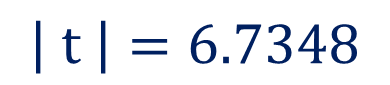 | t | = 6.7348